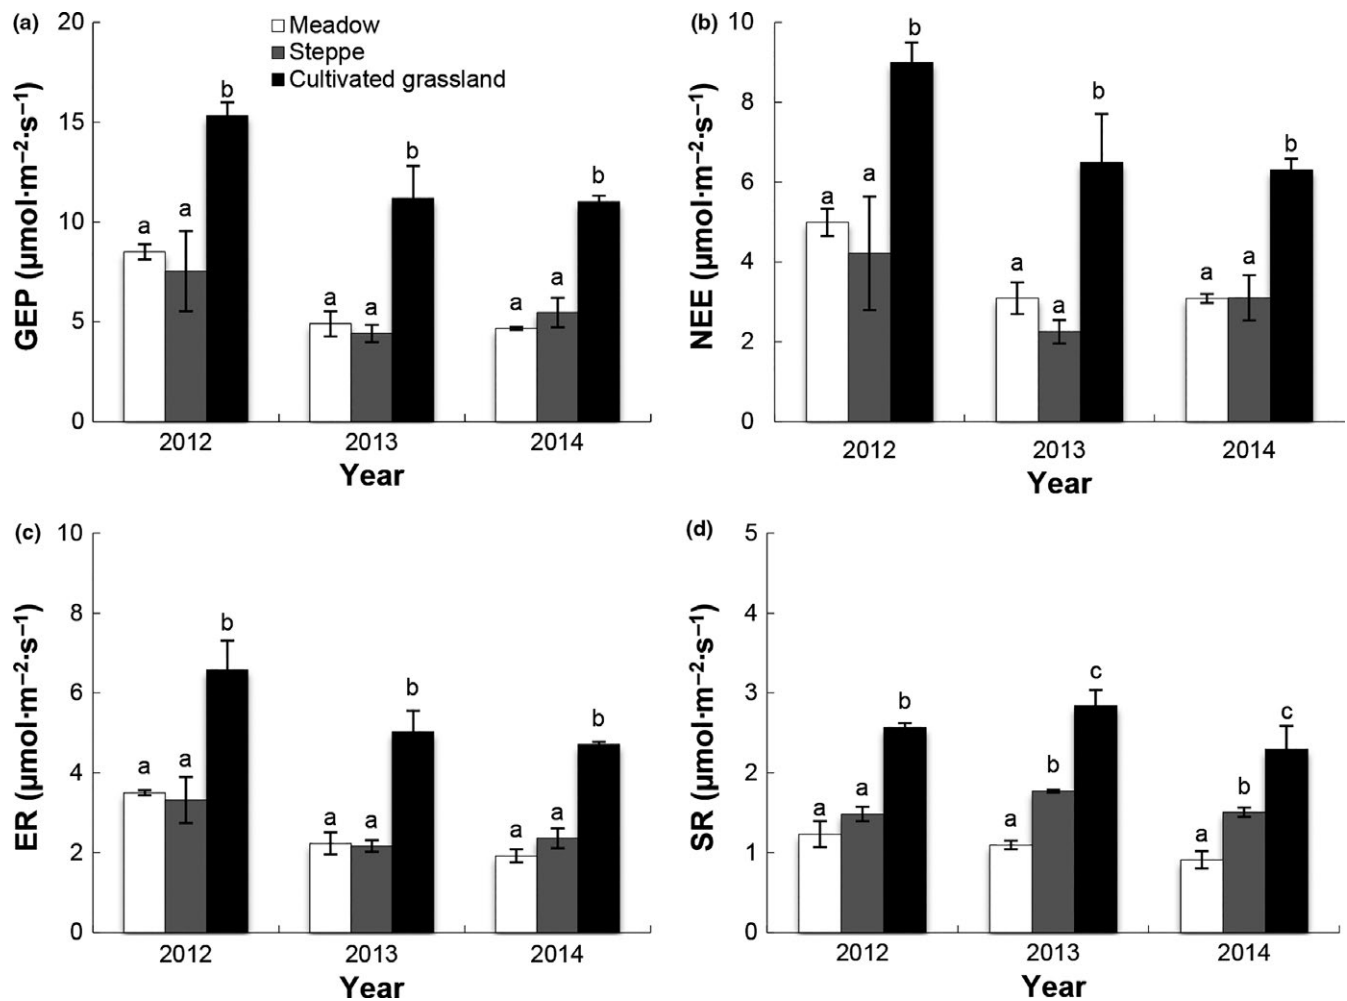 (a)
20
15
10
5
0
GEP (µmol·m⁻²·s⁻¹)
Meadow
Steppe
Cultivated grassland
a a b
a a b
a a b
2012 2013 2014
Year
(b)
10
8
6
4
2
0
NEE (µmol·m⁻²·s⁻¹)
a a b
a a b
a a b
2012 2013 2014
Year
(c)
10
8
6
4
2
0
ER (µmol·m⁻²·s⁻¹)
a a b
a a b
a a b
2012 2013 2014
Year
(d)
5
4
3
2
1
0
SR (µmol·m⁻²·s⁻¹)
a a b
a b c
a b c
2012 2013 2014
Year